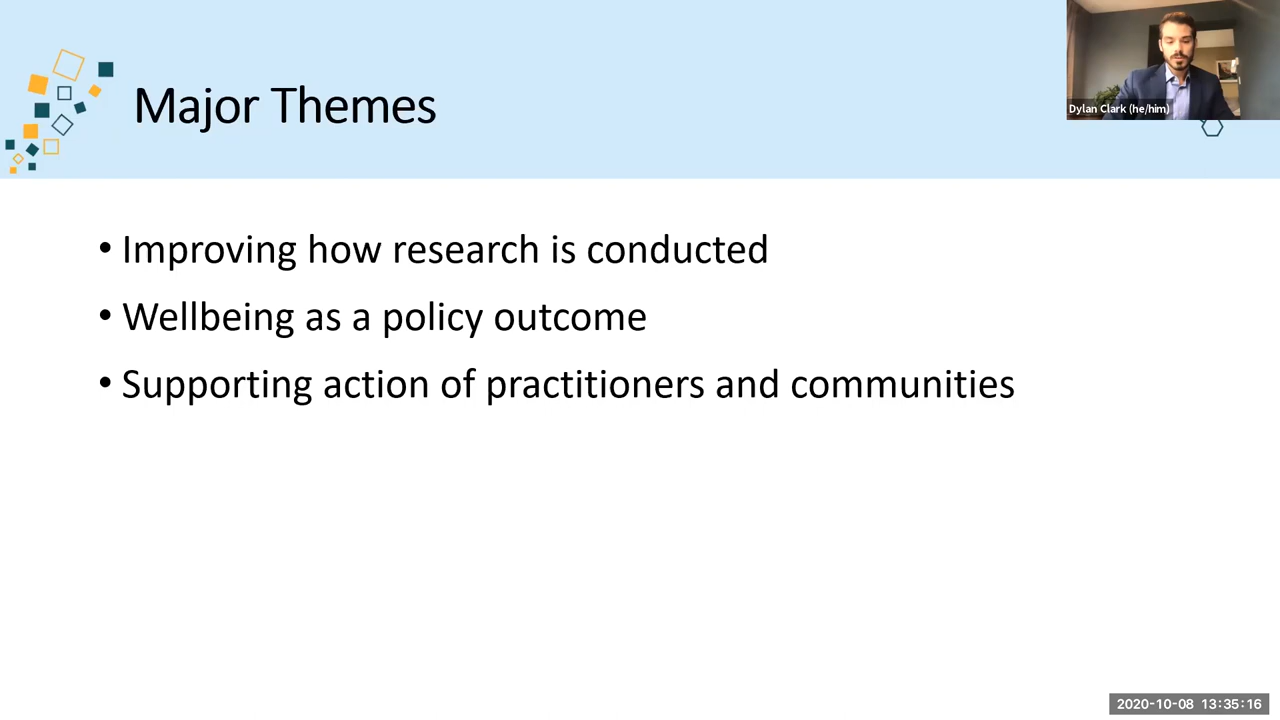 Major Themes
Dylan Clark (he/him)
• Improving how research is conducted
• Wellbeing as a policy outcome
• Supporting action of practitioners and communities
2020-10-08 13:35:16